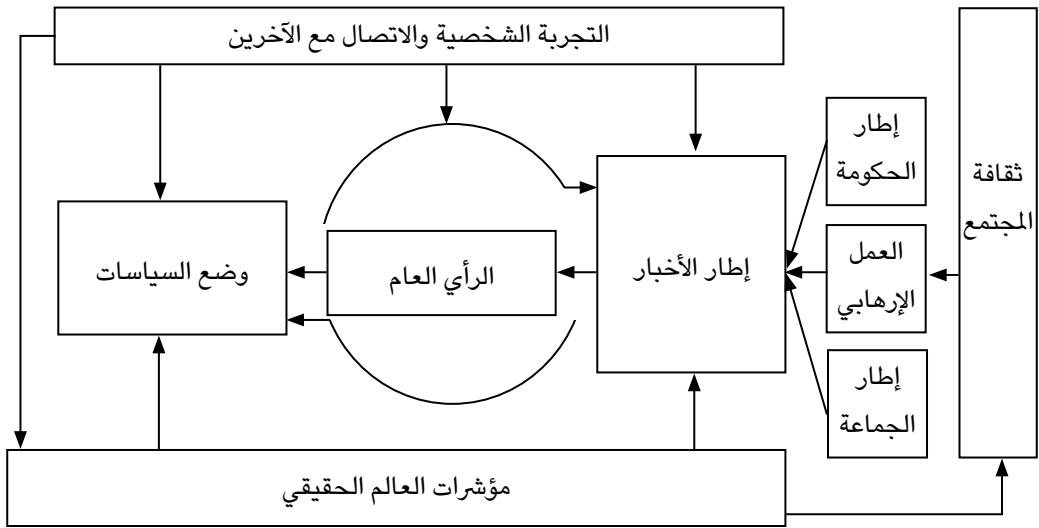 التجربة الشخصية والاتصال مع الآخرين
ثقافة
المجتمع
إطار
الحكومة
العمل
الإرهابي
إطار
الجماعة
إطار الأخبار
الرأي العام
وضع السياسات
مؤشرات العالم الحقيقي